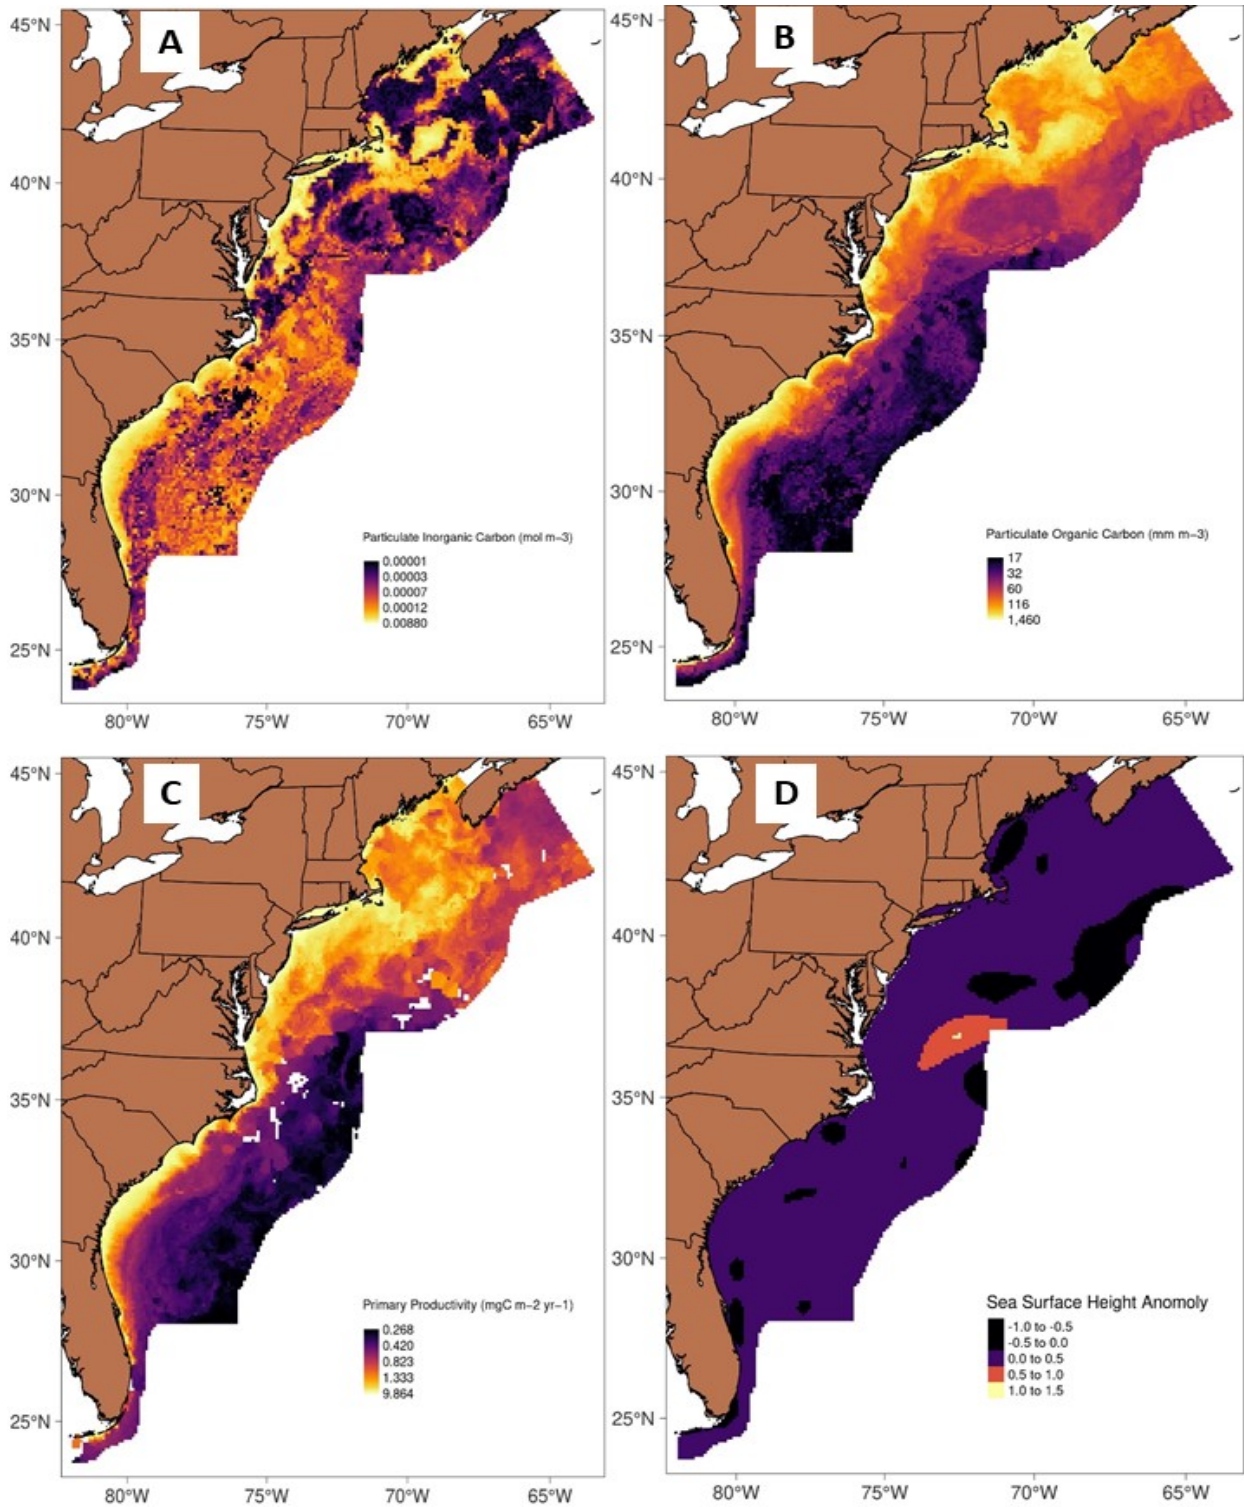 A
45°N
40°N
35°N
30°N
25°N
80°W 75°W 70°W 65°W
Particulate Inorganic Carbon (mol m−3)
0.00001
0.00003
0.00007
0.00012
0.00880
B
45°N
40°N
35°N
30°N
25°N
80°W 75°W 70°W 65°W
Particulate Organic Carbon (mm m−3)
17
32
60
116
1,460
C
45°N
40°N
35°N
30°N
25°N
80°W 75°W 70°W 65°W
Primary Productivity (mgC m−2 yr−1)
0.268
0.420
0.823
1.333
9.864
D
45°N
40°N
35°N
30°N
25°N
80°W 75°W 70°W 65°W
Sea Surface Height Anomoly
-1.0 to -0.5
-0.5 to 0.0
0.0 to 0.5
0.5 to 1.0
1.0 to 1.5